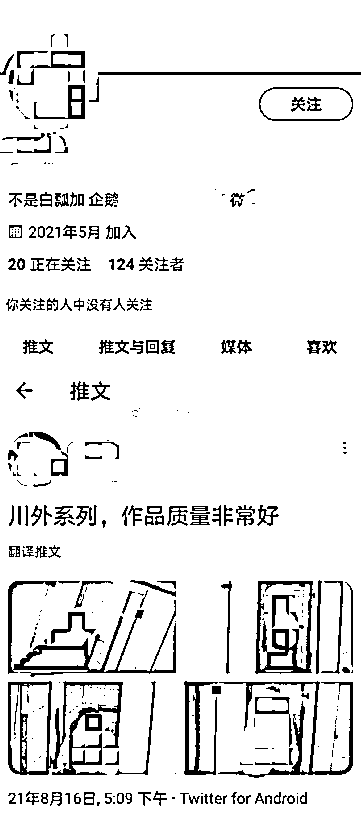 关注
不是白瓢加 企鹅 微
2021年5月 加入
20 正在关注 124 关注者
你关注的人中没有人关注
推文 推文与回复 媒体 喜欢
推文
川外系列，作品质量非常好
翻译推文
21年8月16日, 5:09 下午 · Twitter for Android